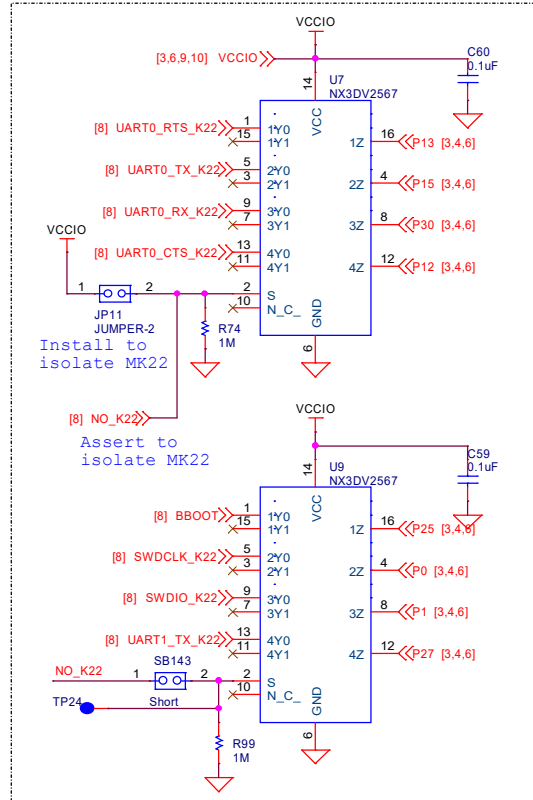 VCCIO
[3,6,9,10] VCCIO
C60
0.1uF
14
U7
NX3DV2567
VCC
[8] UART0_RTS_K22
1
1Y0
15
1Y1
1Z
16
P13 [3,4,6]
[8] UART0_TX_K22
5
2Y0
3
2Y1
2Z
4
P15 [3,4,6]
[8] UART0_RX_K22
9
3Y0
7
3Y1
3Z
8
P30 [3,4,6]
[8] UART0_CTS_K22
13
4Y0
11
4Y1
4Z
12
P12 [3,4,6]
VCCIO
1
2
2
S
10
N_C_
GND
6
JP11
JUMPER-2
R74
1M
Install to
isolate MK22
[8] NO_K22
Assert to
isolate MK22
VCCIO
C59
0.1uF
14
U9
NX3DV2567
VCC
[8] BBOOT
1
1Y0
15
1Y1
1Z
16
P25 [3,4,6]
[8] SWDCLK_K22
5
2Y0
3
2Y1
2Z
4
P0 [3,4,6]
[8] SWDIO_K22
9
3Y0
7
3Y1
3Z
8
P1 [3,4,6]
[8] UART1_TX_K22
13
4Y0
11
4Y1
4Z
12
P27 [3,4,6]
NO_K22
1
SB143
2
2
S
10
N_C_
GND
6
TP24
Short
R99
1M